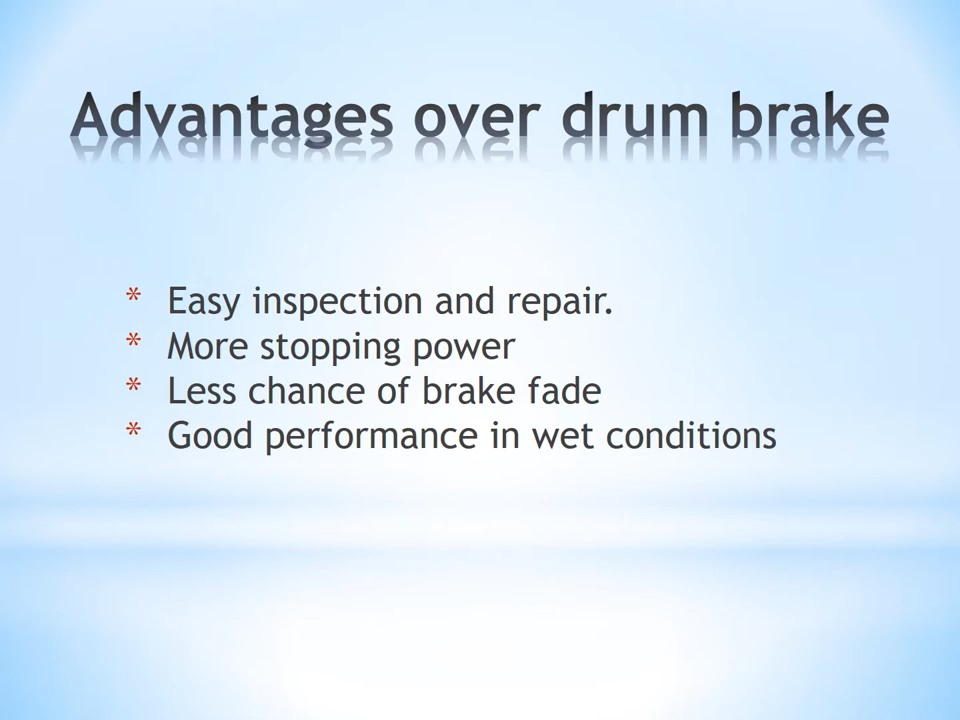 Advantages over drum brake
* Easy inspection and repair.
* More stopping power
* Less chance of brake fade
* Good performance in wet conditions